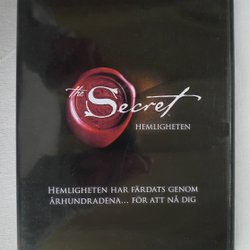 the Secret
HEMLIGHETEN
HEMLIGHETEN HAR FÄRDATS GENOM
ÅRHUNDRADENA... FÖR ATT NÅ DIG